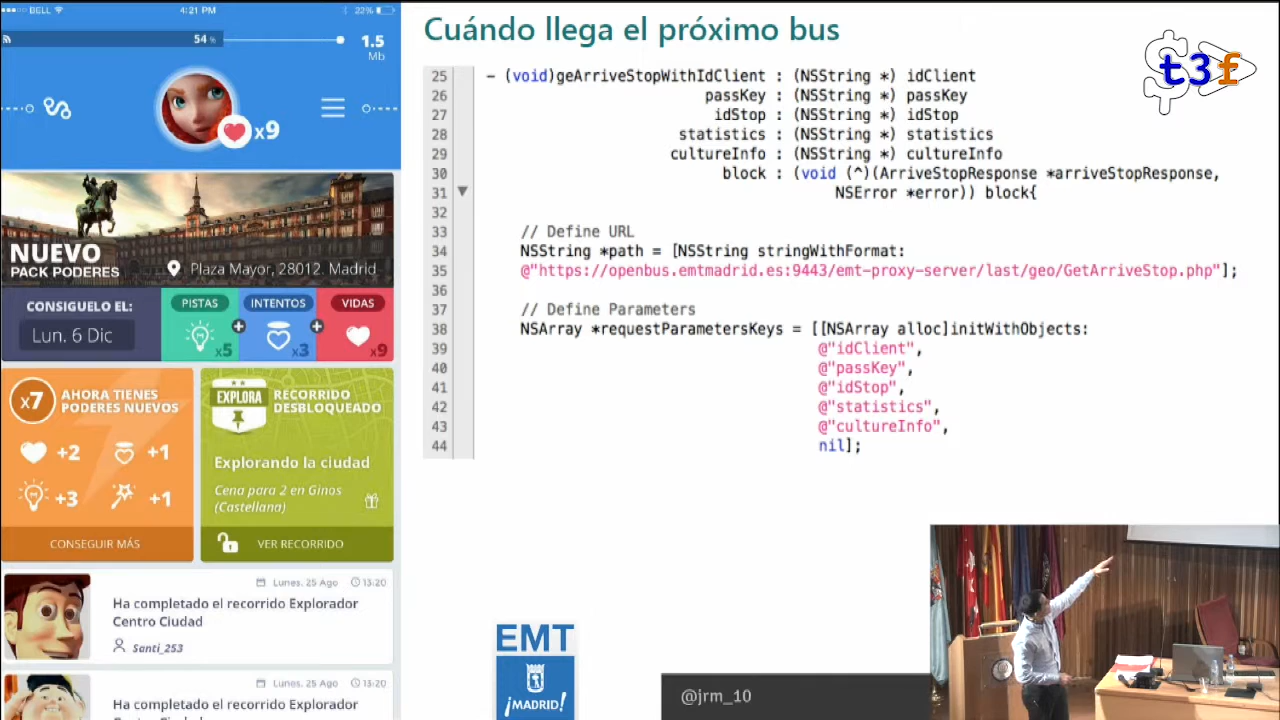 BELL 4:21 PM 22%
54 % 1.5
Mb
x9
NUEVO
PACK PODERES Plaza Mayor, 28012. Madrid
CONSIGUELO EL: PISTAS INTENTOS VIDAS
Lun. 6 Dic x5 x3 x9
x7 AHORA TIENES
PODERES NUEVOS
+2 +1
+3 +1
CONSEGUIR MÁS
EXPLORA RECORRIDO
DESBLOQUEADO
Explorando la ciudad
Cena para 2 en Ginos
(Castellana)
VER RECORRIDO
Lunes. 25 Ago 13:20
Ha completado el recorrido Explorador
Centro Ciudad
Santi_253
Lunes. 25 Ago 13:20
Ha completado el recorrido Explorador
Cuándo llega el próximo bus
t3f
25 - (void)geArriveStopWithIdClient : (NSString *) idClient
26 passKey : (NSString *) passKey
27 idStop : (NSString *) idStop
28 statistics : (NSString *) statistics
29 cultureInfo : (NSString *) cultureInfo
30 block : (void (^)(ArriveStopResponse *arriveStopResponse,
31 NSError *error)) block{
32
33 // Define URL
34 NSString *path = [NSString stringWithFormat:
35 @"https://openbus.emtmadrid.es:9443/emt-proxy-server/last/geo/GetArriveStop.php"];
36
37 // Define Parameters
38 NSArray *requestParametersKeys = [[NSArray alloc]initWithObjects:
39 @"idClient",
40 @"passKey",
41 @"idStop",
42 @"statistics",
43 @"cultureInfo",
44 nil];
EMT
¡MADRID!
@jrm_10